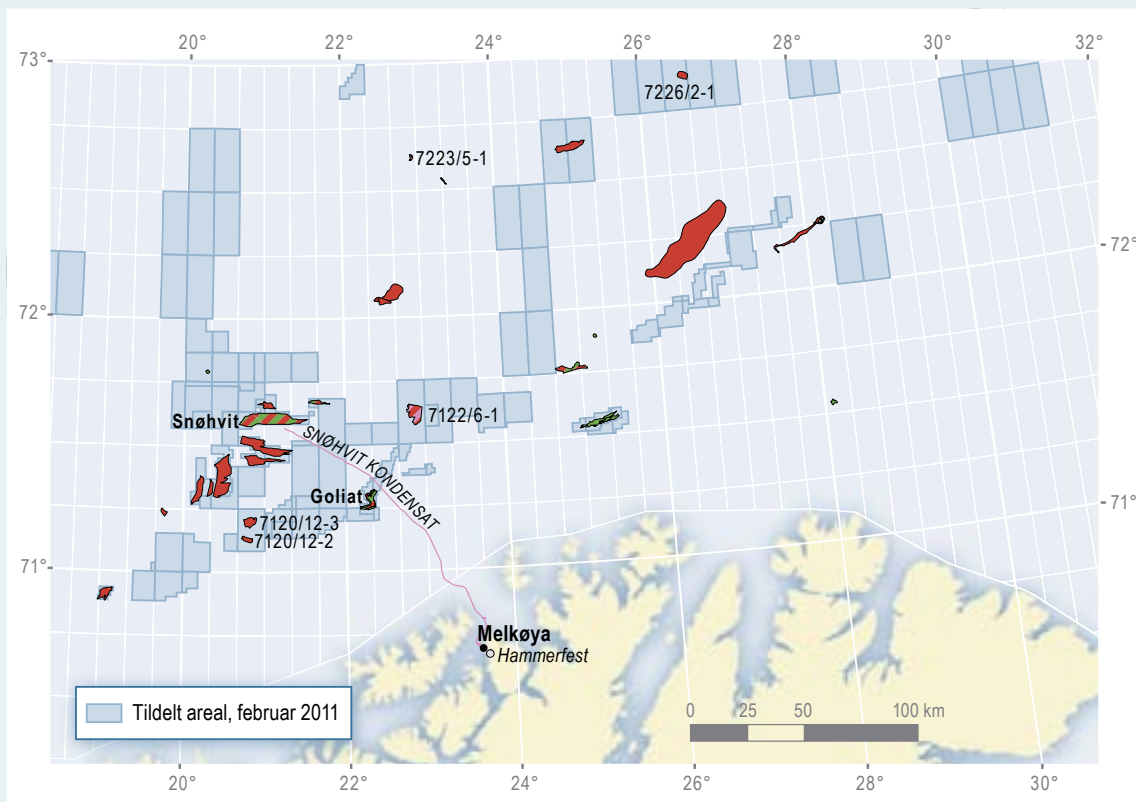 20° 22° 24° 26° 28° 30° 32°
73°
7226/2-1
7223/5-1
72°
72°
Snøhvit
7122/6-1
SNØHVIT KONDENSAT
Goliat
71°
7120/12-3
7120/12-2
71°
Melkøya
Hammerfest
Tildelt areal, februar 2011
0 25 50 100 km
20° 22° 24° 26° 28° 30°